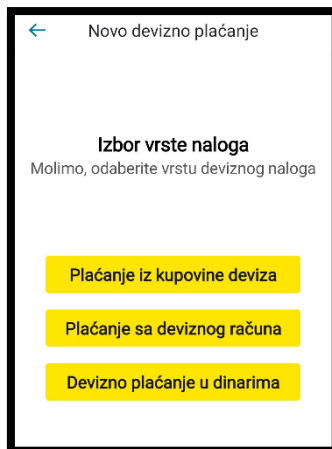 Novo devizno plaćanje
Izbor vrste naloga
Molimo, odaberite vrstu deviznog naloga
Plaćanje iz kupovine deviza
Plaćanje sa deviznog računa
Devizno plaćanje u dinarima